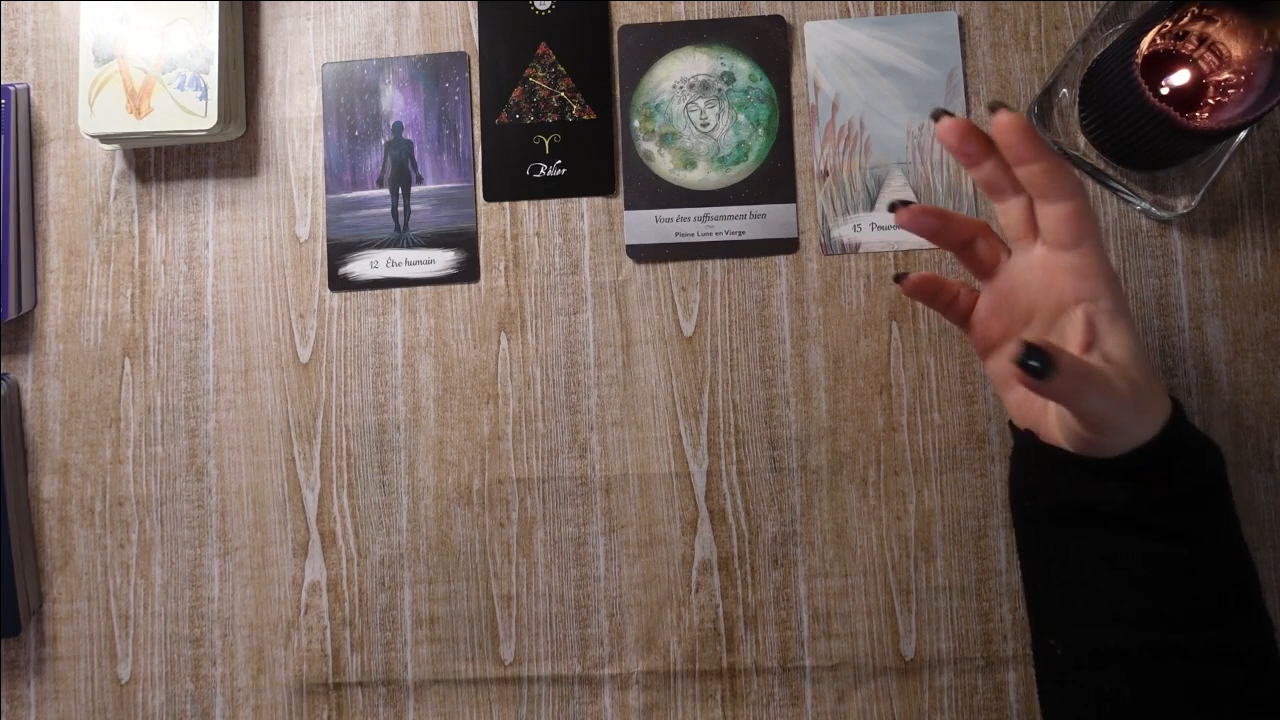 12 Être humain
Bélier
Vous êtes suffisamment bien
Pleine Lune en Vierge
15